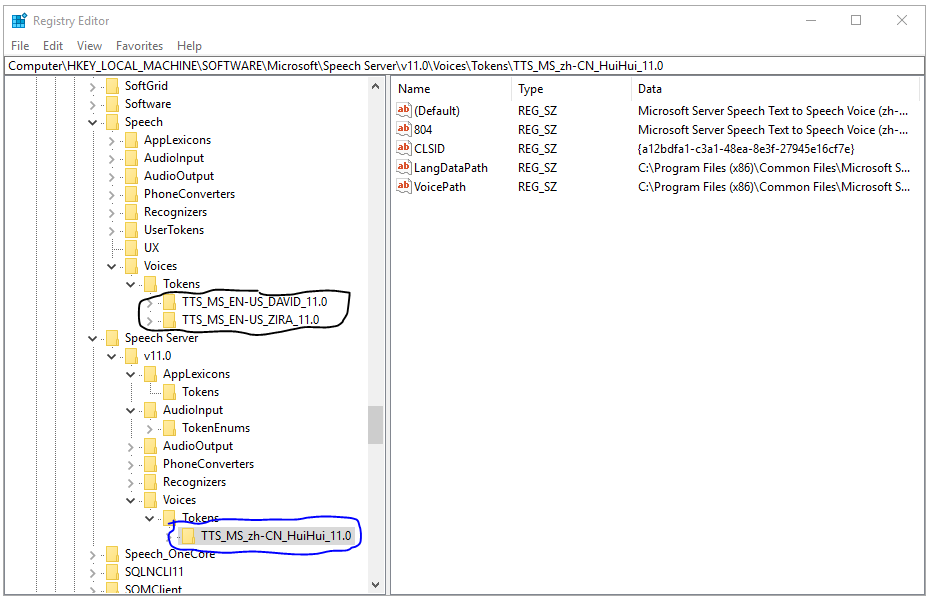 Registry Editor
File Edit View Favorites Help
Computer\HKEY_LOCAL_MACHINE\SOFTWARE\Microsoft\Speech Server\v11.0\Voices\Tokens\TTS_MS_zh-CN_HuiHui_11.0
SoftGrid
Software
Speech
AppLexicons
AudioInput
AudioOutput
PhoneConverters
Recognizers
UserTokens
UX
Voices
Tokens
TTS_MS_EN-US_DAVID_11.0
TTS_MS_EN-US_ZIRA_11.0
Speech Server
v11.0
AppLexicons
Tokens
AudioInput
TokenEnums
AudioOutput
PhoneConverters
Recognizers
Voices
Tokens
TTS_MS_zh-CN_HuiHui_11.0
Speech_OneCore
SQLNCLI11
SQMClient
Name Type Data
ab (Default) REG_SZ Microsoft Server Speech Text to Speech Voice (zh-...
ab 804 REG_SZ Microsoft Server Speech Text to Speech Voice (zh-...
ab CLSID REG_SZ {a12bdfa1-c3a1-48ea-8e3f-27945e16cf7e}
ab LangDataPath REG_SZ C:\Program Files (x86)\Common Files\Microsoft S...
ab VoicePath REG_SZ C:\Program Files (x86)\Common Files\Microsoft S...